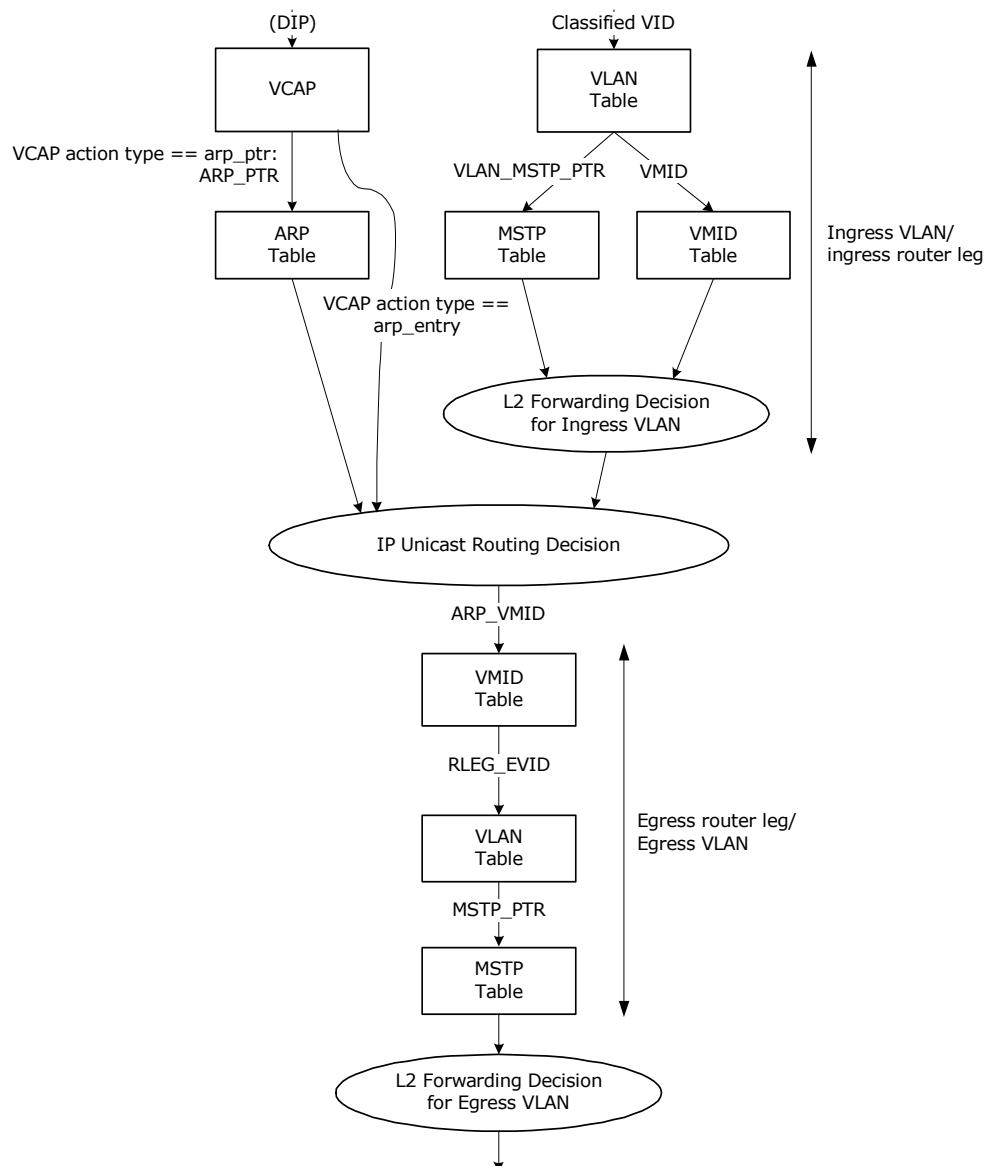 (DIP)
Classified VID
VCAP
VLAN
Table
VCAP action type == arp_ptr:
ARP_PTR
VLAN_MSTP_PTR
VMID
ARP
Table
MSTP
Table
VMID
Table
Ingress VLAN/
ingress router leg
VCAP action type ==
arp_entry
L2 Forwarding Decision
for Ingress VLAN
IP Unicast Routing Decision
ARP_VMID
VMID
Table
RLEG_EVID
VLAN
Table
Egress router leg/
Egress VLAN
MSTP_PTR
MSTP
Table
L2 Forwarding Decision
for Egress VLAN